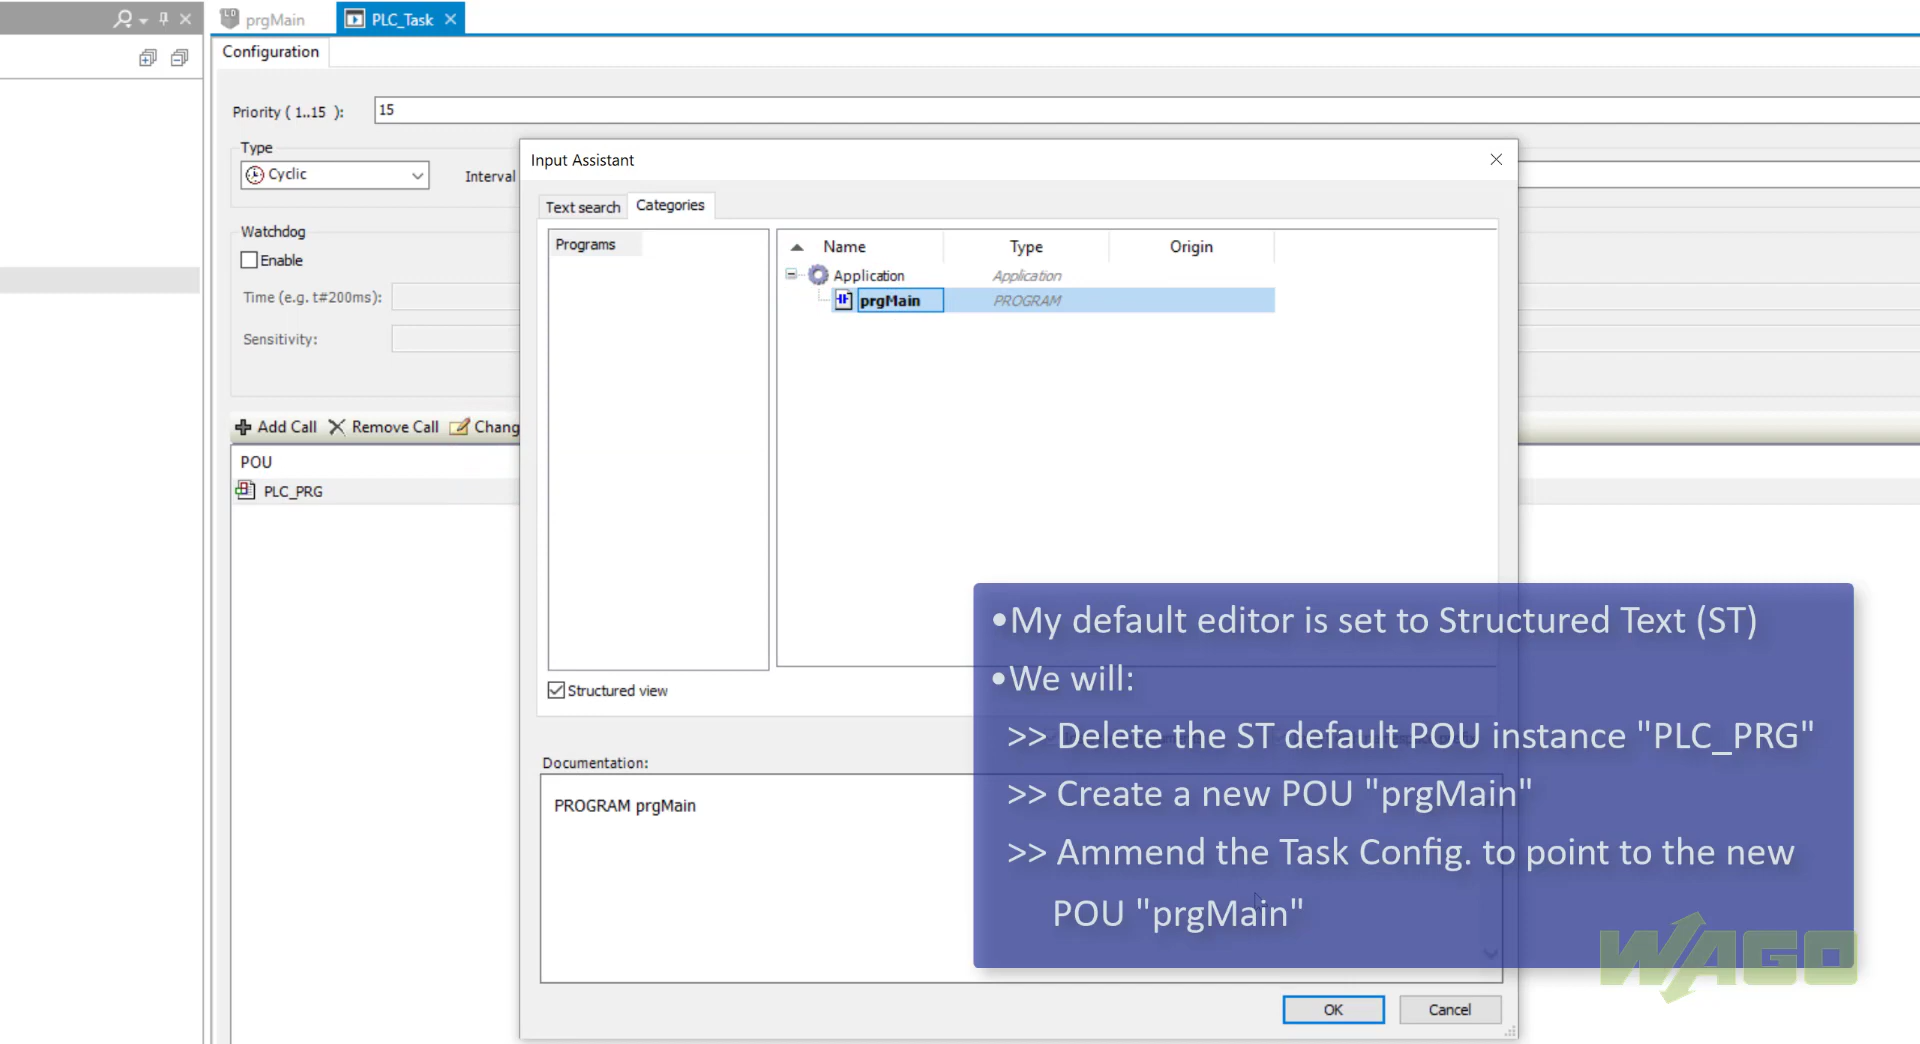 prgMain
PLC_Task
Configuration
Priority ( 1..15 ):
15
Type
Cyclic
Interval
Watchdog
Enable
Time (e.g. t#200ms):
Sensitivity:
Add Call
Remove Call
Chang
POU
PLC_PRG
Input Assistant
Text search
Categories
Programs
Name
Type
Origin
Application
Application
prgMain
PROGRAM
Structured view
Documentation:
PROGRAM prgMain
•My default editor is set to Structured Text (ST)
•We will:
>> Delete the ST default POU instance "PLC_PRG"
>> Create a new POU "prgMain"
>> Ammend the Task Config. to point to the new
POU "prgMain"
WAGO
OK
Cancel